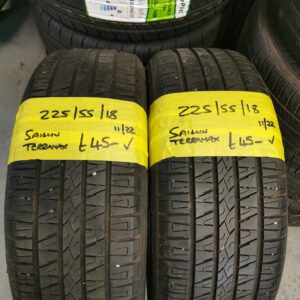 225/55/18
11/22
SAILUN
TERRAMAX £45-
225/55/18
11/22
SAILUN
TERRAMAX £45-